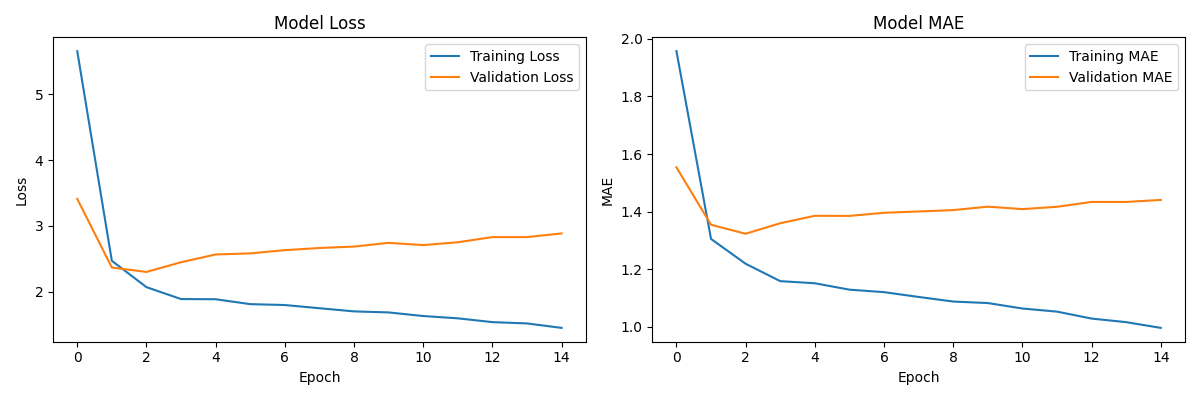 Model Loss
Training Loss
Validation Loss
5
4
3
2
Loss
0 2 4 6 8 10 12 14
Epoch
Model MAE
Training MAE
Validation MAE
2.0
1.8
1.6
1.4
1.2
1.0
MAE
0 2 4 6 8 10 12 14
Epoch